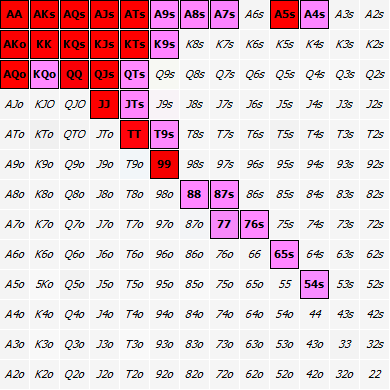 AA AKs AQs AJs ATs A9s A8s A7s A6s A5s A4s A3s A2s
AKo KK KQs KJs KTs K9s K8s K7s K6s K5s K4s K3s K2s
AQo KQo QQ QJs QTs Q9s Q8s Q7s Q6s Q5s Q4s Q3s Q2s
AJo KJO QJO JJ JTs J9s J8s J7s J6s J5s J4s J3s J2s
ATo KTo QTO JTo TT T9s T8s T7s T6s T5s T4s T3s T2s
A9o K9o Q9o J9o T9o 99 98s 97s 96s 95s 94s 93s 92s
A8o K8o Q8o J8o T8o 98o 88 87s 86s 85s 84s 83s 82s
A7o K7o Q7o J7o T7o 97o 87o 77 76s 75s 74s 73s 72s
A6o K6o Q6o J6o T6o 96o 86o 76o 66 65s 64s 63s 62s
A5o 5Ko Q5o J5o T5o 95o 85o 75o 65o 55 54s 53s 52s
A4o K4o Q4o J4o T4o 94o 84o 74o 64o 54o 44 43s 42s
A3o K3o Q3o J3o T3o 93o 83o 73o 63o 53o 43o 33 32s
A2o K2o Q2o J2o T2o 92o 82o 72o 62o 52o 42o 32o 22